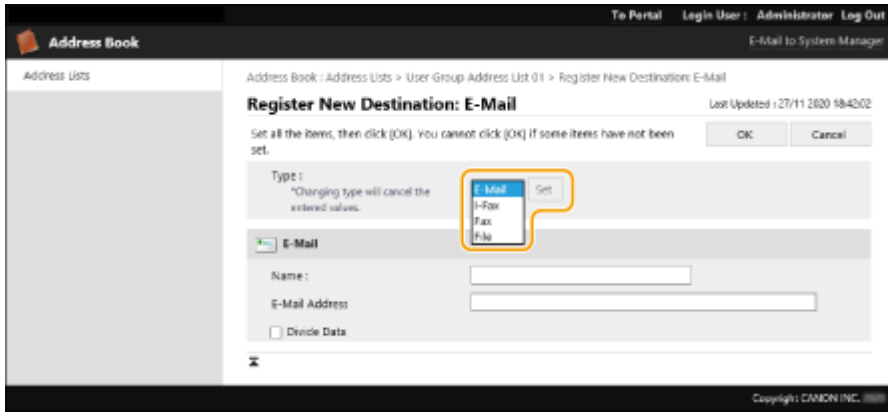 To Portal Login User : Administrator Log Out
Address Book
E-Mail to System Manager
Address Lists
Address Book : Address Lists > User Group Address List 01 > Register New Destination: E-Mail
Register New Destination: E-Mail
Last Updated : 27/11 2020 18:42:02
Set all the items, then click [OK]. You cannot click [OK] if some items have not been
set.
OK
Cancel
Type :
*Changing type will cancel the
entered values.
E-Mail
I-Fax
Fax
File
Set
E-Mail
Name :
E-Mail Address
Divide Data
Copyright CANON INC.